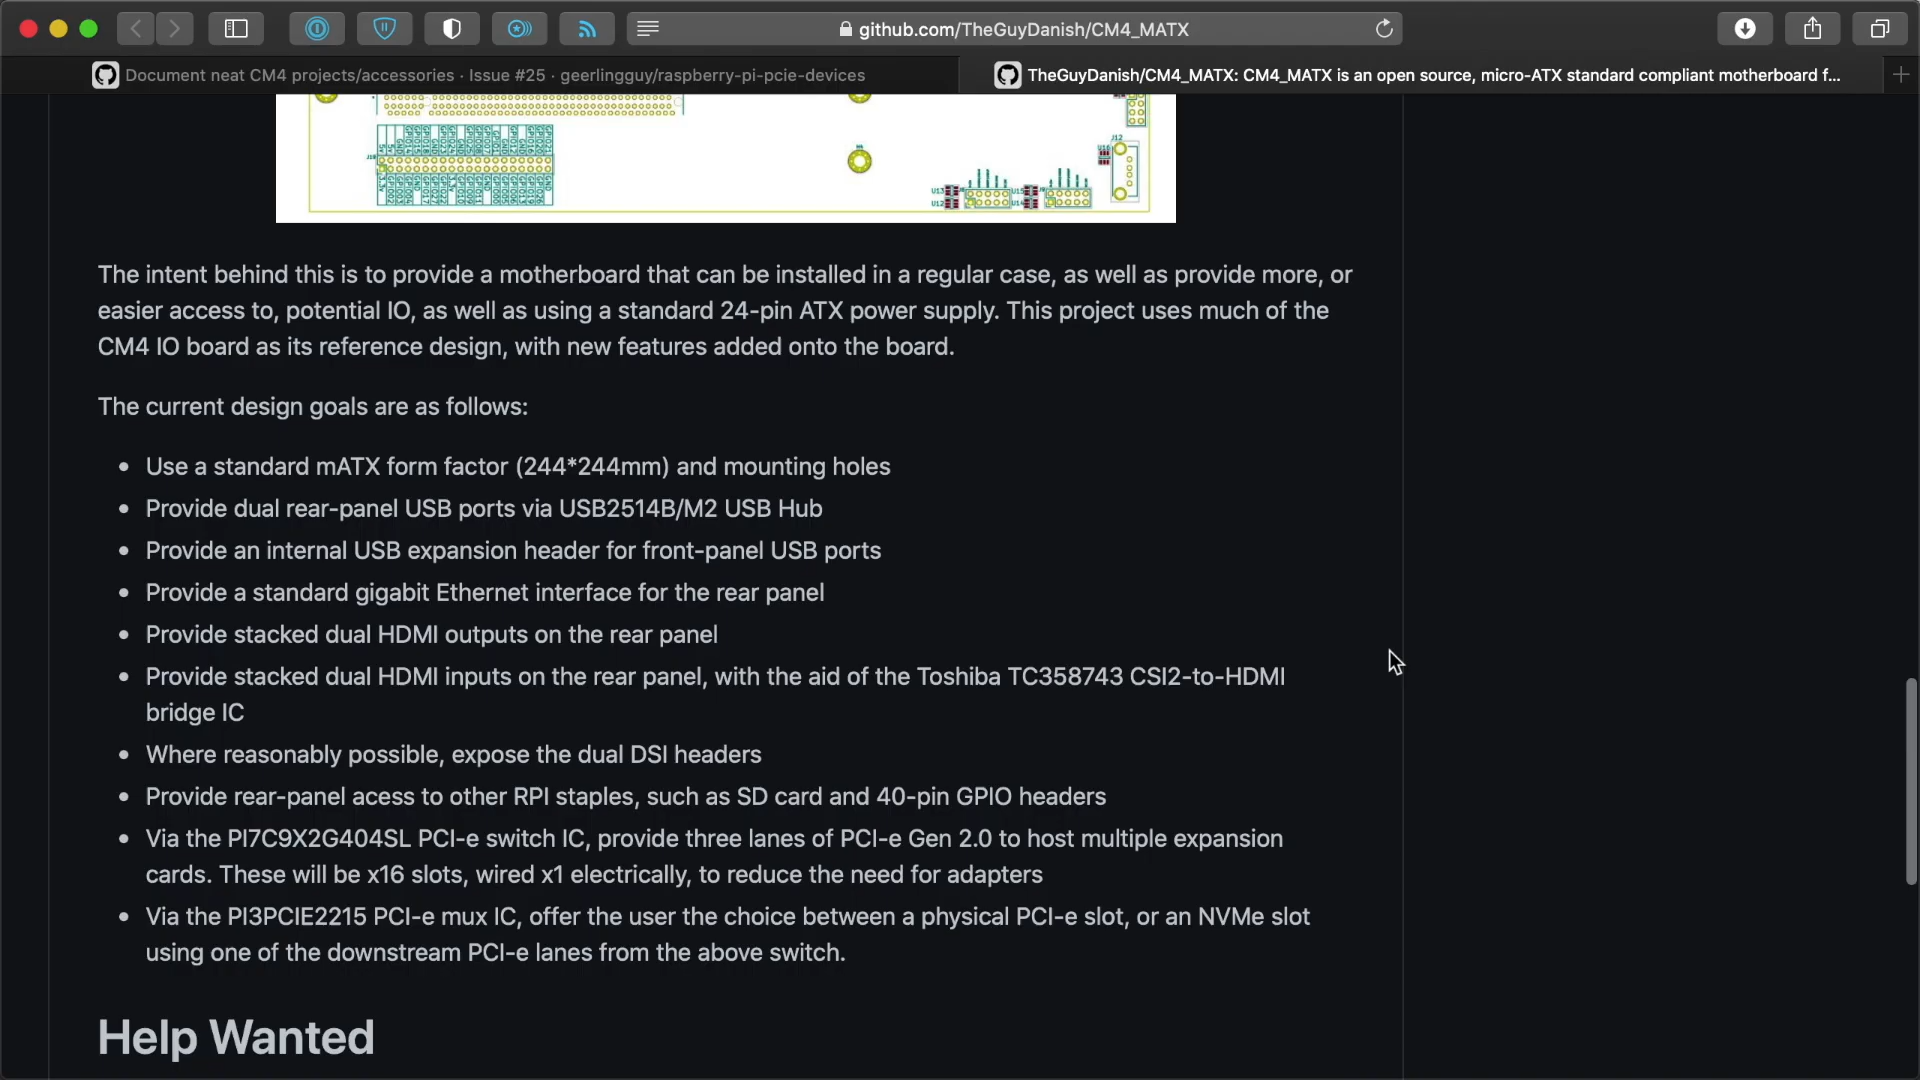 github.com/TheGuyDanish/CM4_MATX
Document neat CM4 projects/accessories · Issue #25 · geerlingguy/raspberry-pi-pcie-devices
TheGuyDanish/CM4_MATX: CM4_MATX is an open source, micro-ATX standard compliant motherboard f...
J12
U13
U12
U15
U14
The intent behind this is to provide a motherboard that can be installed in a regular case, as well as provide more, or
easier access to, potential IO, as well as using a standard 24-pin ATX power supply. This project uses much of the
CM4 IO board as its reference design, with new features added onto the board.
The current design goals are as follows:
• Use a standard mATX form factor (244*244mm) and mounting holes
• Provide dual rear-panel USB ports via USB2514B/M2 USB Hub
• Provide an internal USB expansion header for front-panel USB ports
• Provide a standard gigabit Ethernet interface for the rear panel
• Provide stacked dual HDMI outputs on the rear panel
• Provide stacked dual HDMI inputs on the rear panel, with the aid of the Toshiba TC358743 CSI2-to-HDMI
bridge IC
• Where reasonably possible, expose the dual DSI headers
• Provide rear-panel acess to other RPI staples, such as SD card and 40-pin GPIO headers
• Via the PI7C9X2G404SL PCI-e switch IC, provide three lanes of PCI-e Gen 2.0 to host multiple expansion
cards. These will be x16 slots, wired x1 electrically, to reduce the need for adapters
• Via the PI3PCIE2215 PCI-e mux IC, offer the user the choice between a physical PCI-e slot, or an NVMe slot
using one of the downstream PCI-e lanes from the above switch.
Help Wanted